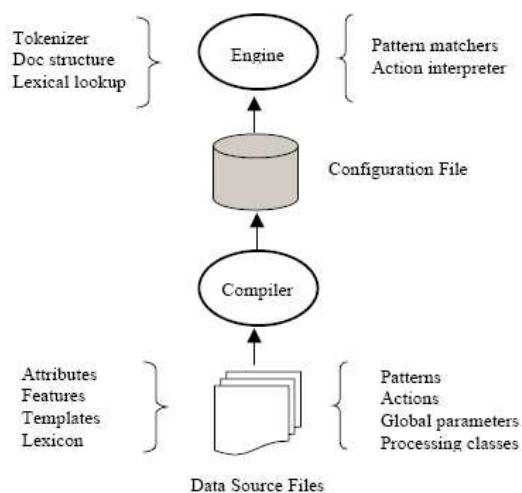 Tokenizer
Doc structure
Lexical lookup
Engine
Pattern matchers
Action interpreter
Configuration File
Compiler
Attributes
Features
Templates
Lexicon
Patterns
Actions
Global parameters
Processing classes
Data Source Files